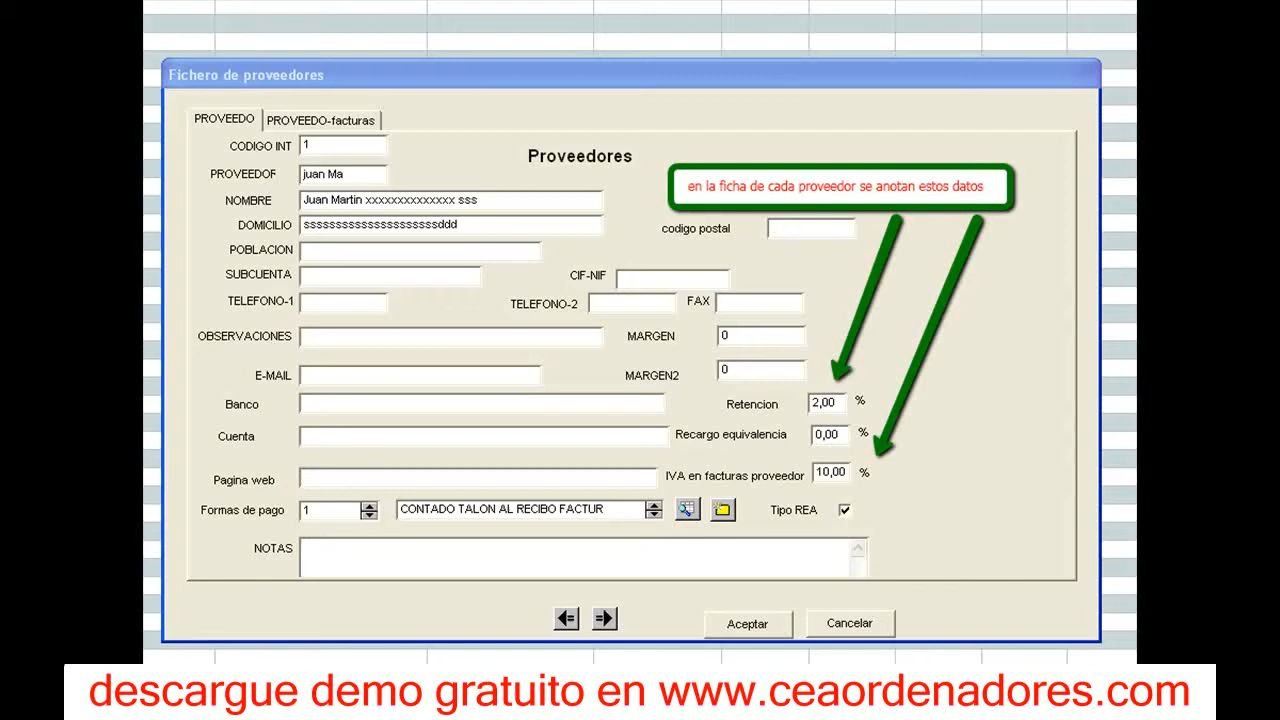 Fichero de proveedores
PROVEEDO PROVEEDO-facturas
CODIGO INT 1
Proveedores
PROVEEDOF juan Ma
en la ficha de cada proveedor se anotan estos datos
NOMBRE Juan Martin xxxxxxxxxxxxxx sss
DOMICILIO sssssssssssssssssssssddd
codigo postal
POBLACION
SUBCUENTA CIF-NIF
TELEFONO-1 TELEFONO-2 FAX
OBSERVACIONES MARGEN 0
E-MAIL MARGEN2 0
Banco Retencion 2,00 %
Cuenta Recargo equivalencia 0,00 %
Pagina web IVA en facturas proveedor 10,00 %
Formas de pago 1 CONTADO TALON AL RECIBO FACTUR Tipo REA
NOTAS
Aceptar Cancelar
descargue demo gratuito en www.ceaordenadores.com